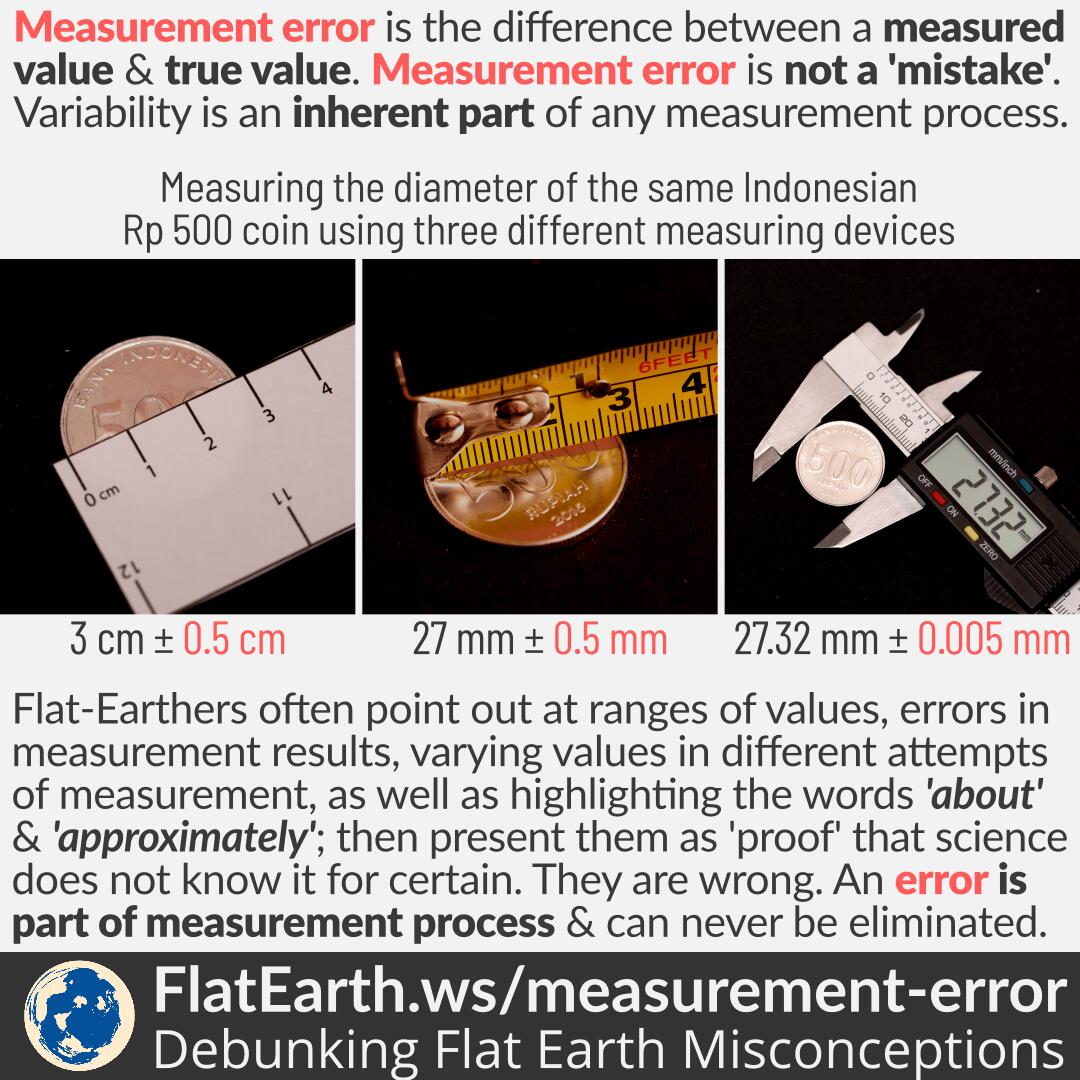 Measurement error is the difference between a measured
value & true value. Measurement error is not a 'mistake'.
Variability is an inherent part of any measurement process.
Measuring the diameter of the same Indonesian
Rp 500 coin using three different measuring devices
BANK INDONESIA
0 cm 1 2 3 4
11
12
6FEET
1 2 3 4
500
RUPIAH
2016
0 10 20
500
RUPIAH
mm/inch
OFF
ON
ZERO
27.32 mm
3 cm ± 0.5 cm
27 mm ± 0.5 mm
27.32 mm ± 0.005 mm
Flat-Earthers often point out at ranges of values, errors in
measurement results, varying values in different attempts
of measurement, as well as highlighting the words 'about'
& 'approximately'; then present them as 'proof' that science
does not know it for certain. They are wrong. An error is
part of measurement process & can never be eliminated.
FlatEarth.ws/measurement-error
Debunking Flat Earth Misconceptions